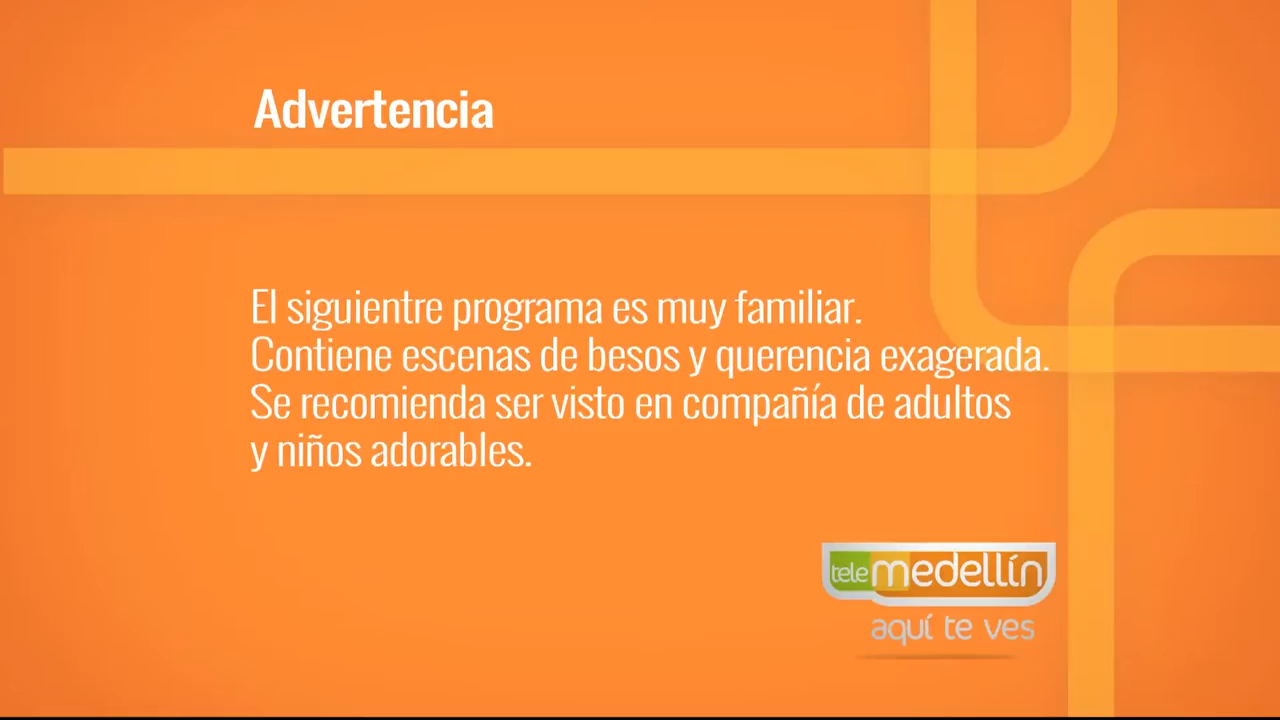 Advertencia
El siguientre programa es muy familiar.
Contiene escenas de besos y querencia exagerada.
Se recomienda ser visto en compañía de adultos
y niños adorables.
tele medellín
aquí te ves